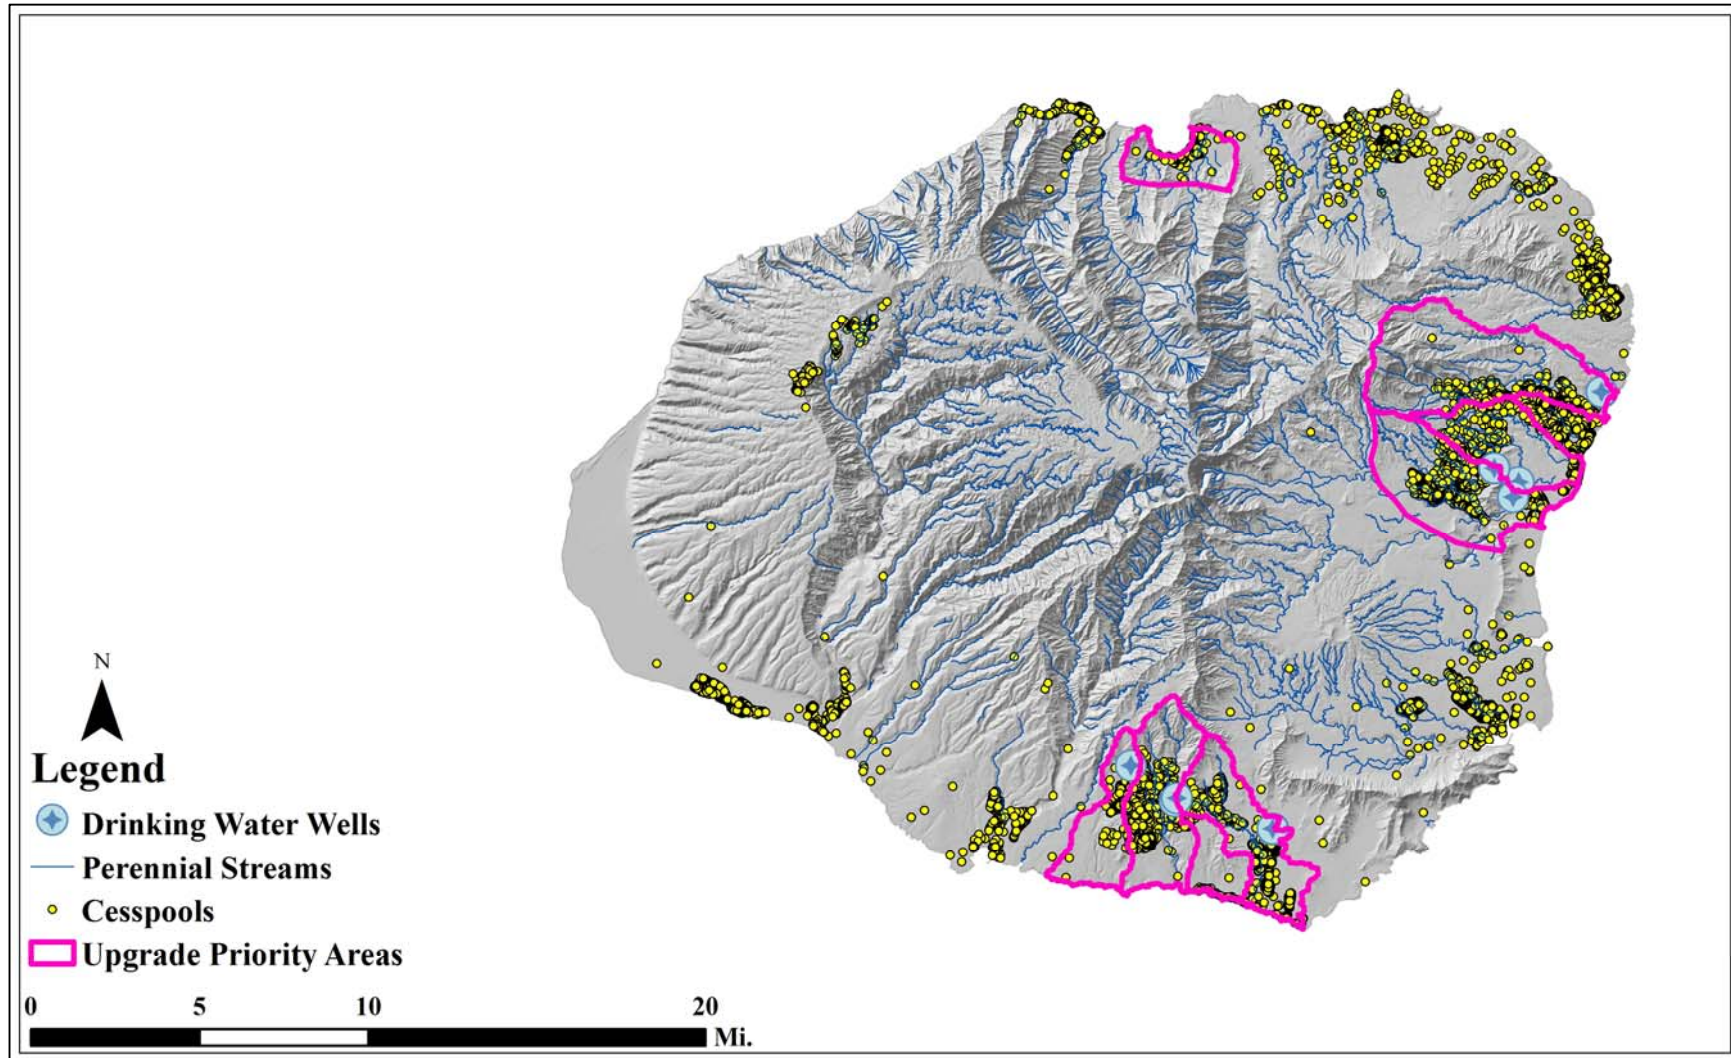 N
Legend
Drinking Water Wells
Perennial Streams
Cesspools
Upgrade Priority Areas
0 5 10 20
Mi.